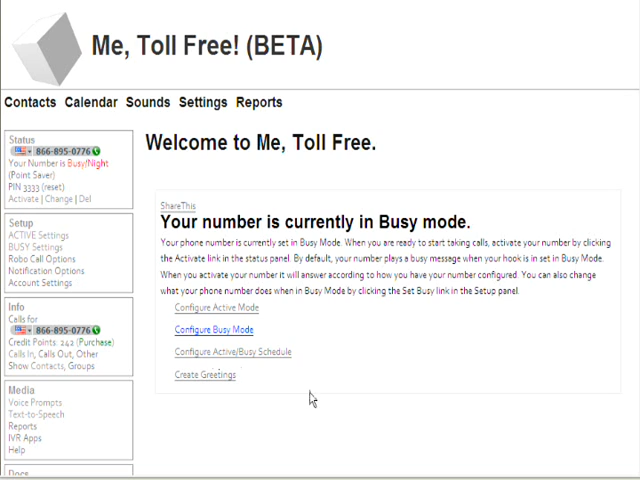 Me, Toll Free! (BETA)
Contacts Calendar Sounds Settings Reports
Status
866-895-0776
Your Number is Busy/Night
(Point Saver)
PIN 3333 (reset)
Activate | Change | Del
Setup
ACTIVE Settings
BUSY Settings
Robo Call Options
Notification Options
Account Settings
Info
Calls for
866-895-0776
Credit Points: 242 (Purchase)
Calls In, Calls Out, Other
Show Contacts, Groups
Media
Voice Prompts
Text-to-Speech
Reports
IVR Apps
Help
Docs
Welcome to Me, Toll Free.
ShareThis
Your number is currently in Busy mode.
Your phone number is currently set in Busy Mode. When you are ready to start taking calls, activate your number by clicking
the Activate link in the status panel. By default, your number plays a busy message when your hook is in set in Busy Mode.
When you activate your number it will answer according to how you have your number configured. You can also change
what your phone number does when in Busy Mode by clicking the Set Busy link in the Setup panel.
Configure Active Mode
Configure Busy Mode
Configure Active/Busy Schedule
Create Greetings